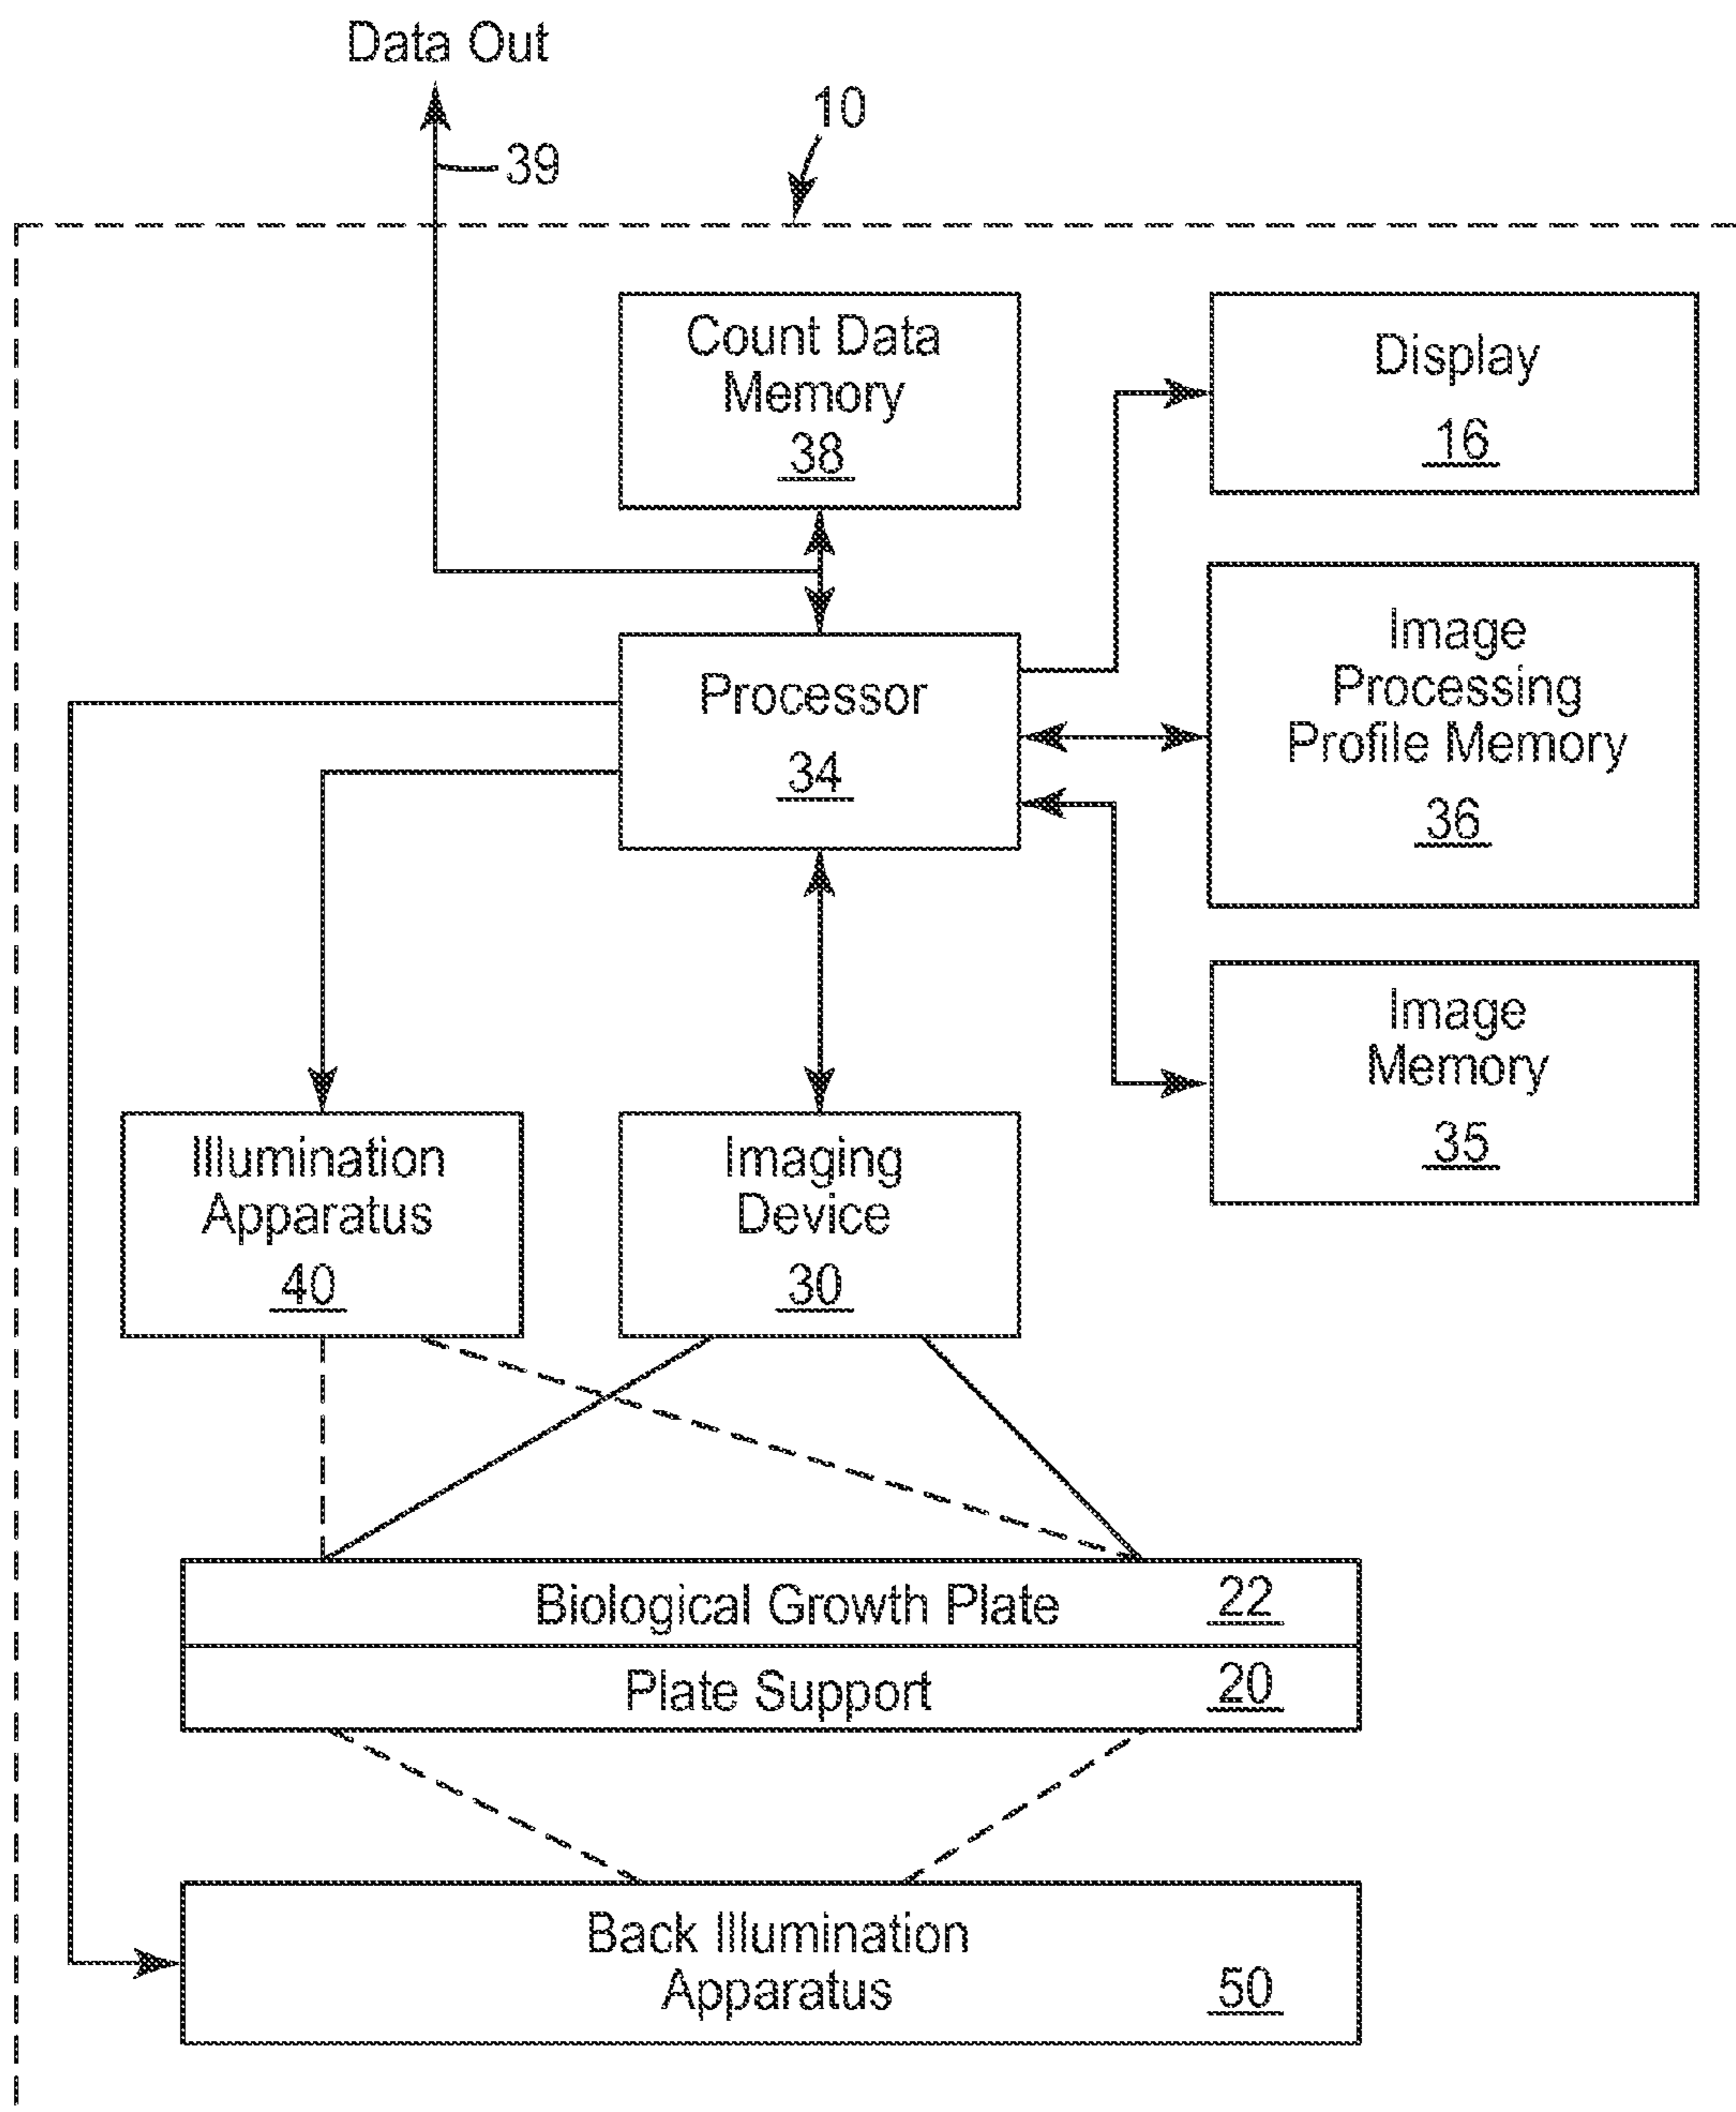 Data Out
10
39
Count Data
Memory
38
Display
16
Image
Processing
Profile Memory
36
Processor
34
Image
Memory
35
Illumination
Apparatus
40
Imaging
Device
30
Biological Growth Plate 22
Plate Support 20
Back Illumination
Apparatus 50